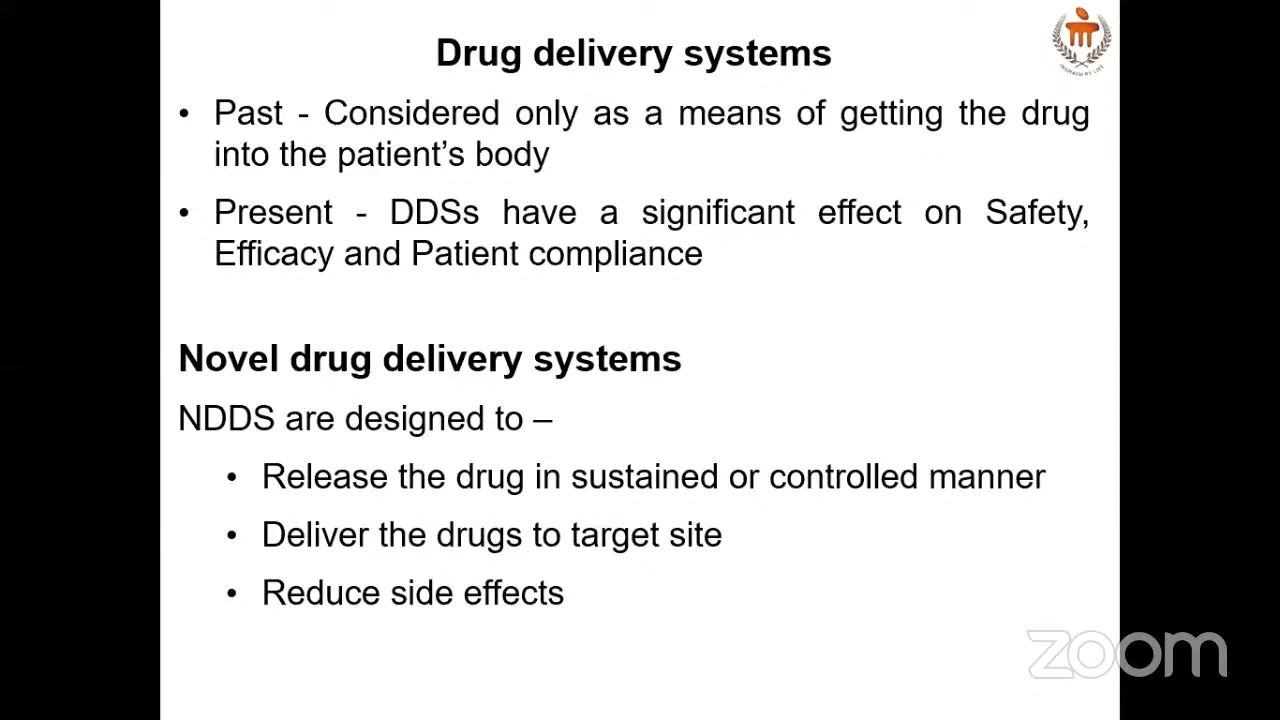 Drug delivery systems
• Past - Considered only as a means of getting the drug
into the patient’s body
• Present - DDSs have a significant effect on Safety,
Efficacy and Patient compliance
Novel drug delivery systems
NDDS are designed to –
• Release the drug in sustained or controlled manner
• Deliver the drugs to target site
• Reduce side effects
zoom